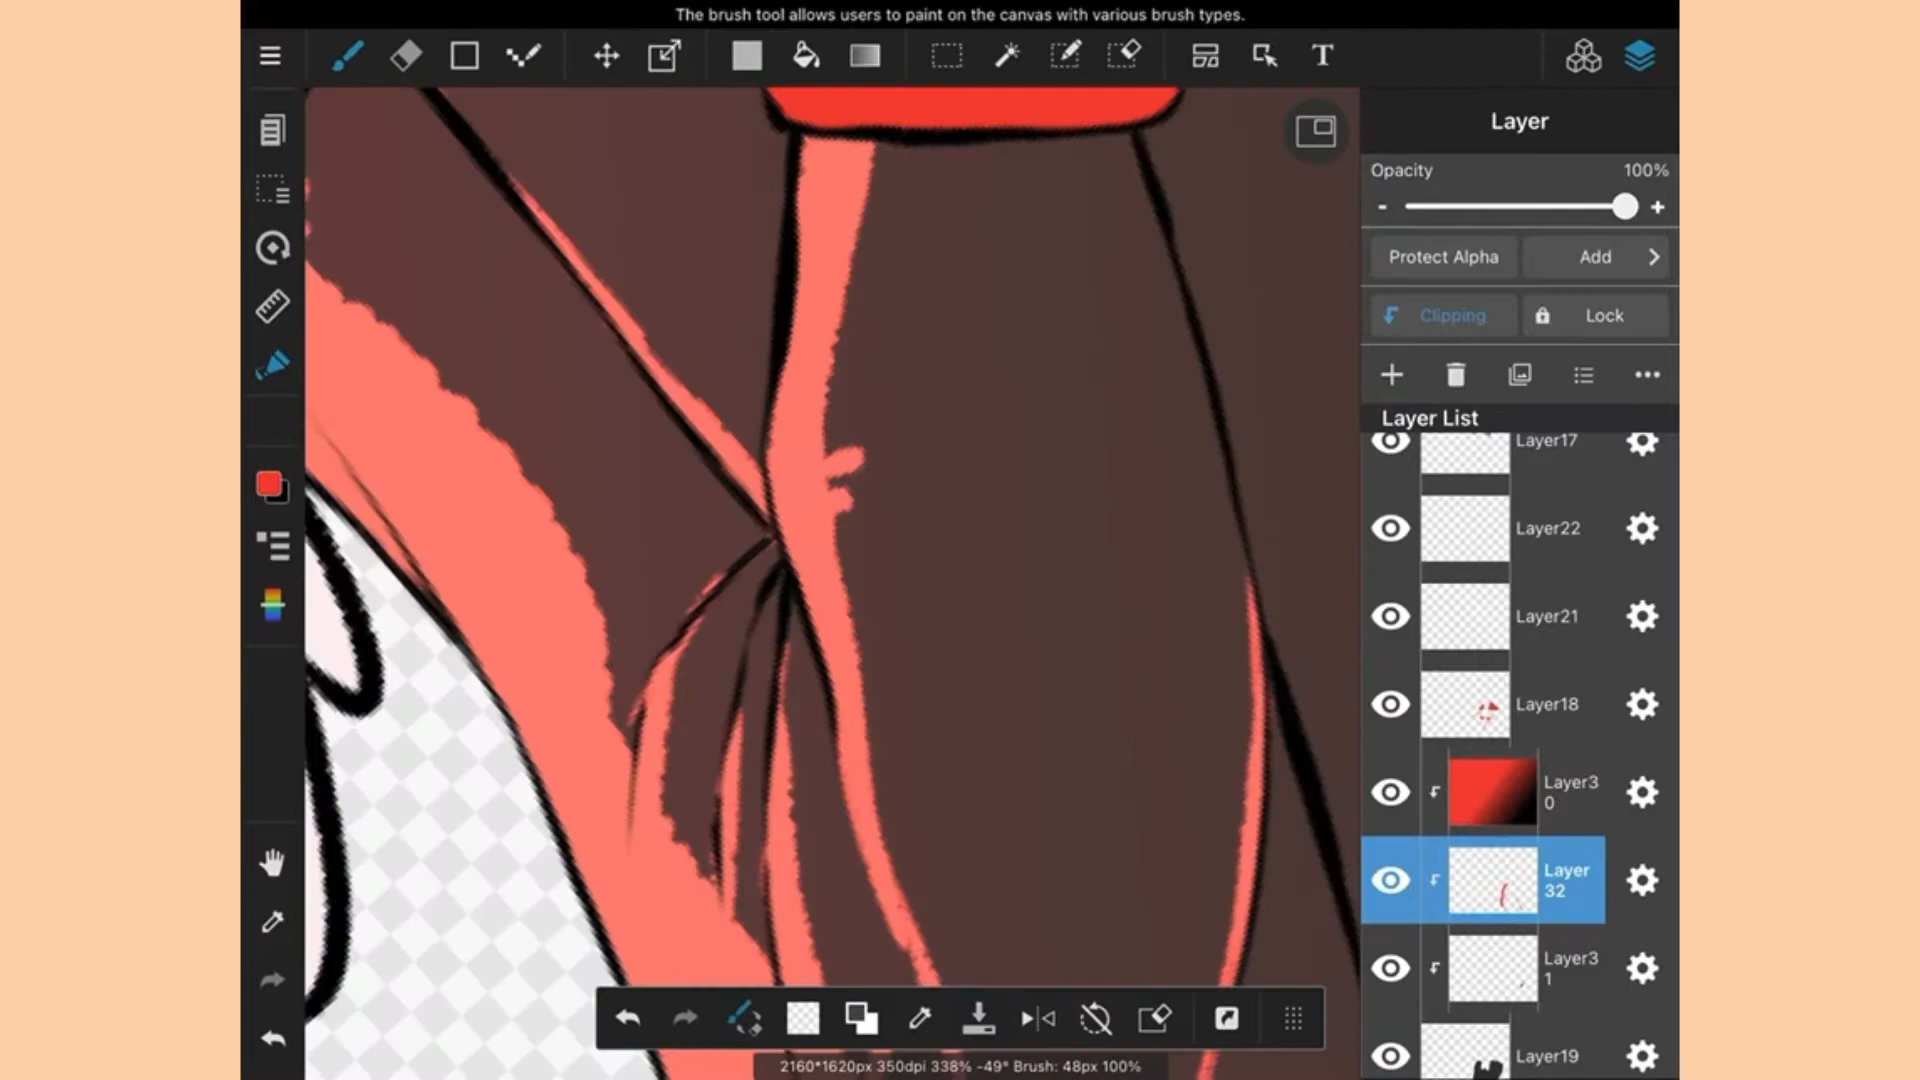 The brush tool allows users to paint on the canvas with various brush types.
T
Layer
Opacity 100%
- +
Protect Alpha Add
Clipping Lock
Layer List
Layer17
Layer22
Layer21
Layer18
Layer3
0
Layer
32
Layer3
1
Layer19
2160*1620px 350dpi 338% -49° Brush: 48px 100%